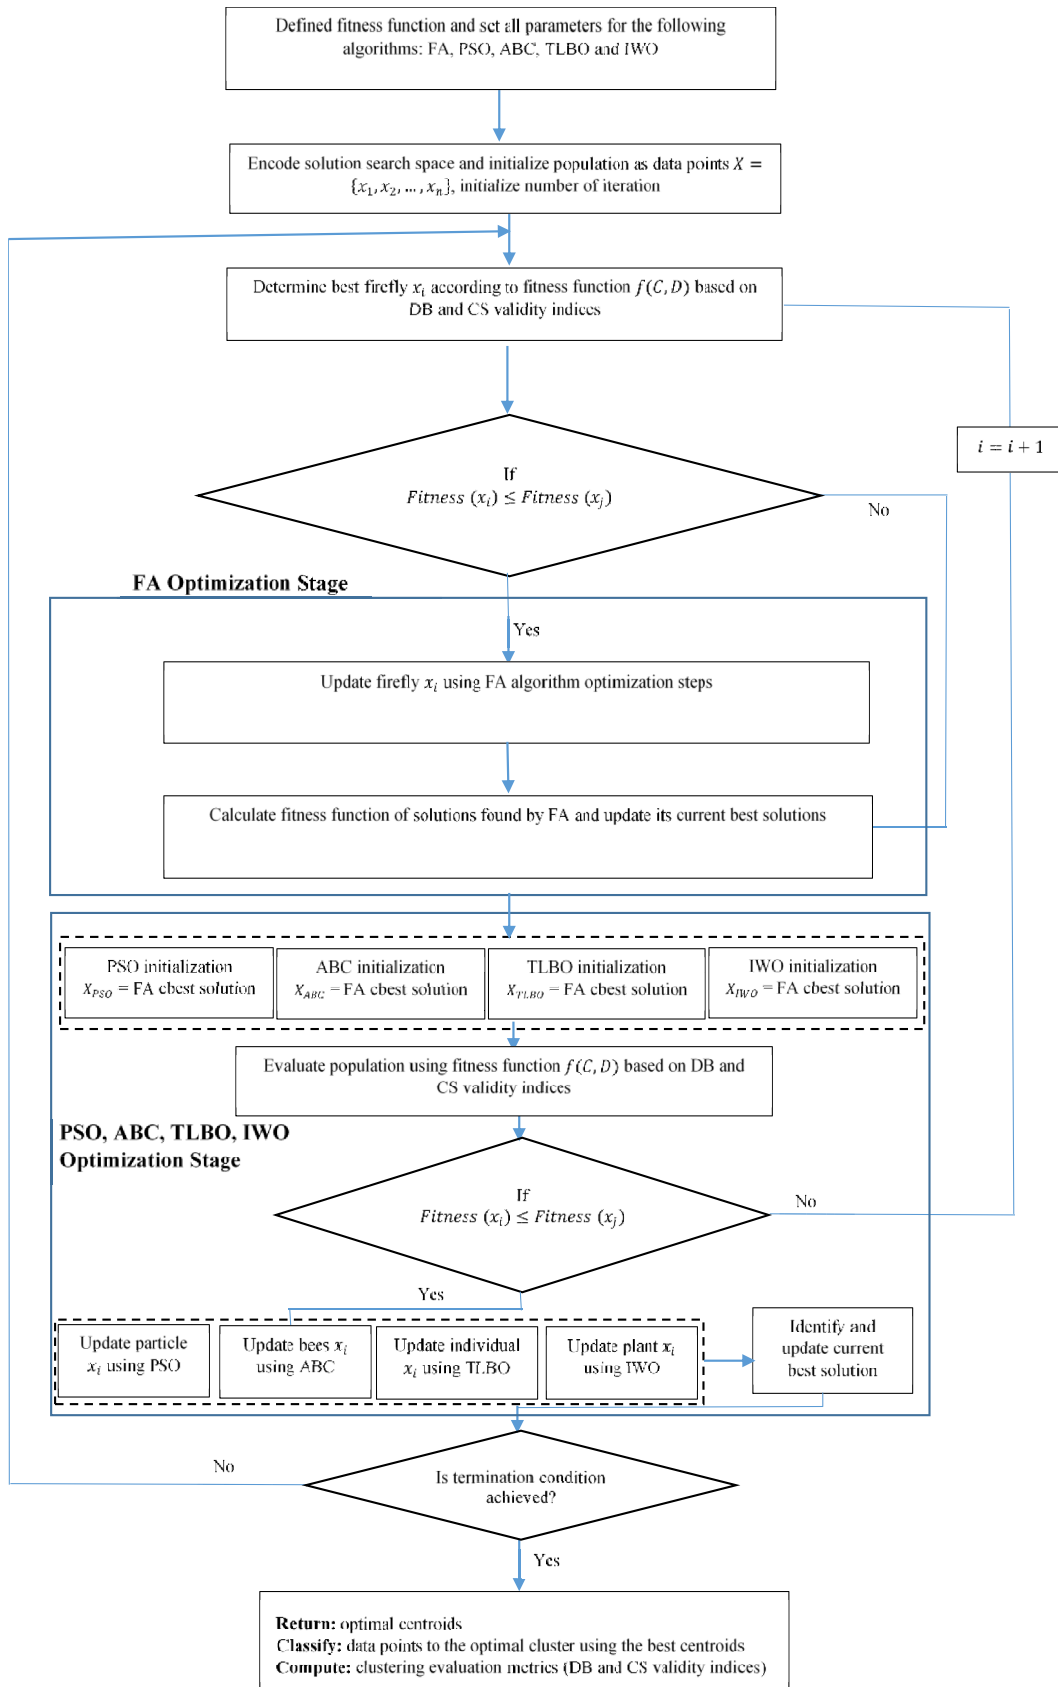 Defined fitness function and set all parameters for the following
algorithms: FA, PSO, ABC, TLBO and IWO
Encode solution search space and initialize population as data points X =
{x₁, x₂, ... , xₙ}, initialize number of iteration
Determine best firefly xᵢ according to fitness function f(C, D) based on
DB and CS validity indices
i = i + 1
If
Fitness (xᵢ) ≤ Fitness (xⱼ)
No
FA Optimization Stage
Yes
Update firefly xᵢ using FA algorithm optimization steps
Calculate fitness function of solutions found by FA and update its current best solutions
PSO initialization
X_PSO = FA cbest solution
ABC initialization
X_ABC = FA cbest solution
TLBO initialization
X_TLBO = FA cbest solution
IWO initialization
X_IWO = FA cbest solution
Evaluate population using fitness function f(C, D) based on DB and
CS validity indices
PSO, ABC, TLBO, IWO
Optimization Stage
If
Fitness (xᵢ) ≤ Fitness (xⱼ)
No
Yes
Update particle
xᵢ using PSO
Update bees xᵢ
using ABC
Update individual
xᵢ using TLBO
Update plant xᵢ
using IWO
Identify and
update current
best solution
No
Is termination condition
achieved?
Yes
Return: optimal centroids
Classify: data points to the optimal cluster using the best centroids
Compute: clustering evaluation metrics (DB and CS validity indices)